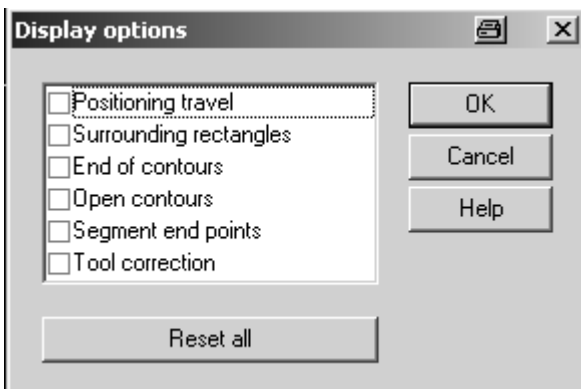 Display options
Positioning travel
Surrounding rectangles
End of contours
Open contours
Segment end points
Tool correction
OK
Cancel
Help
Reset all